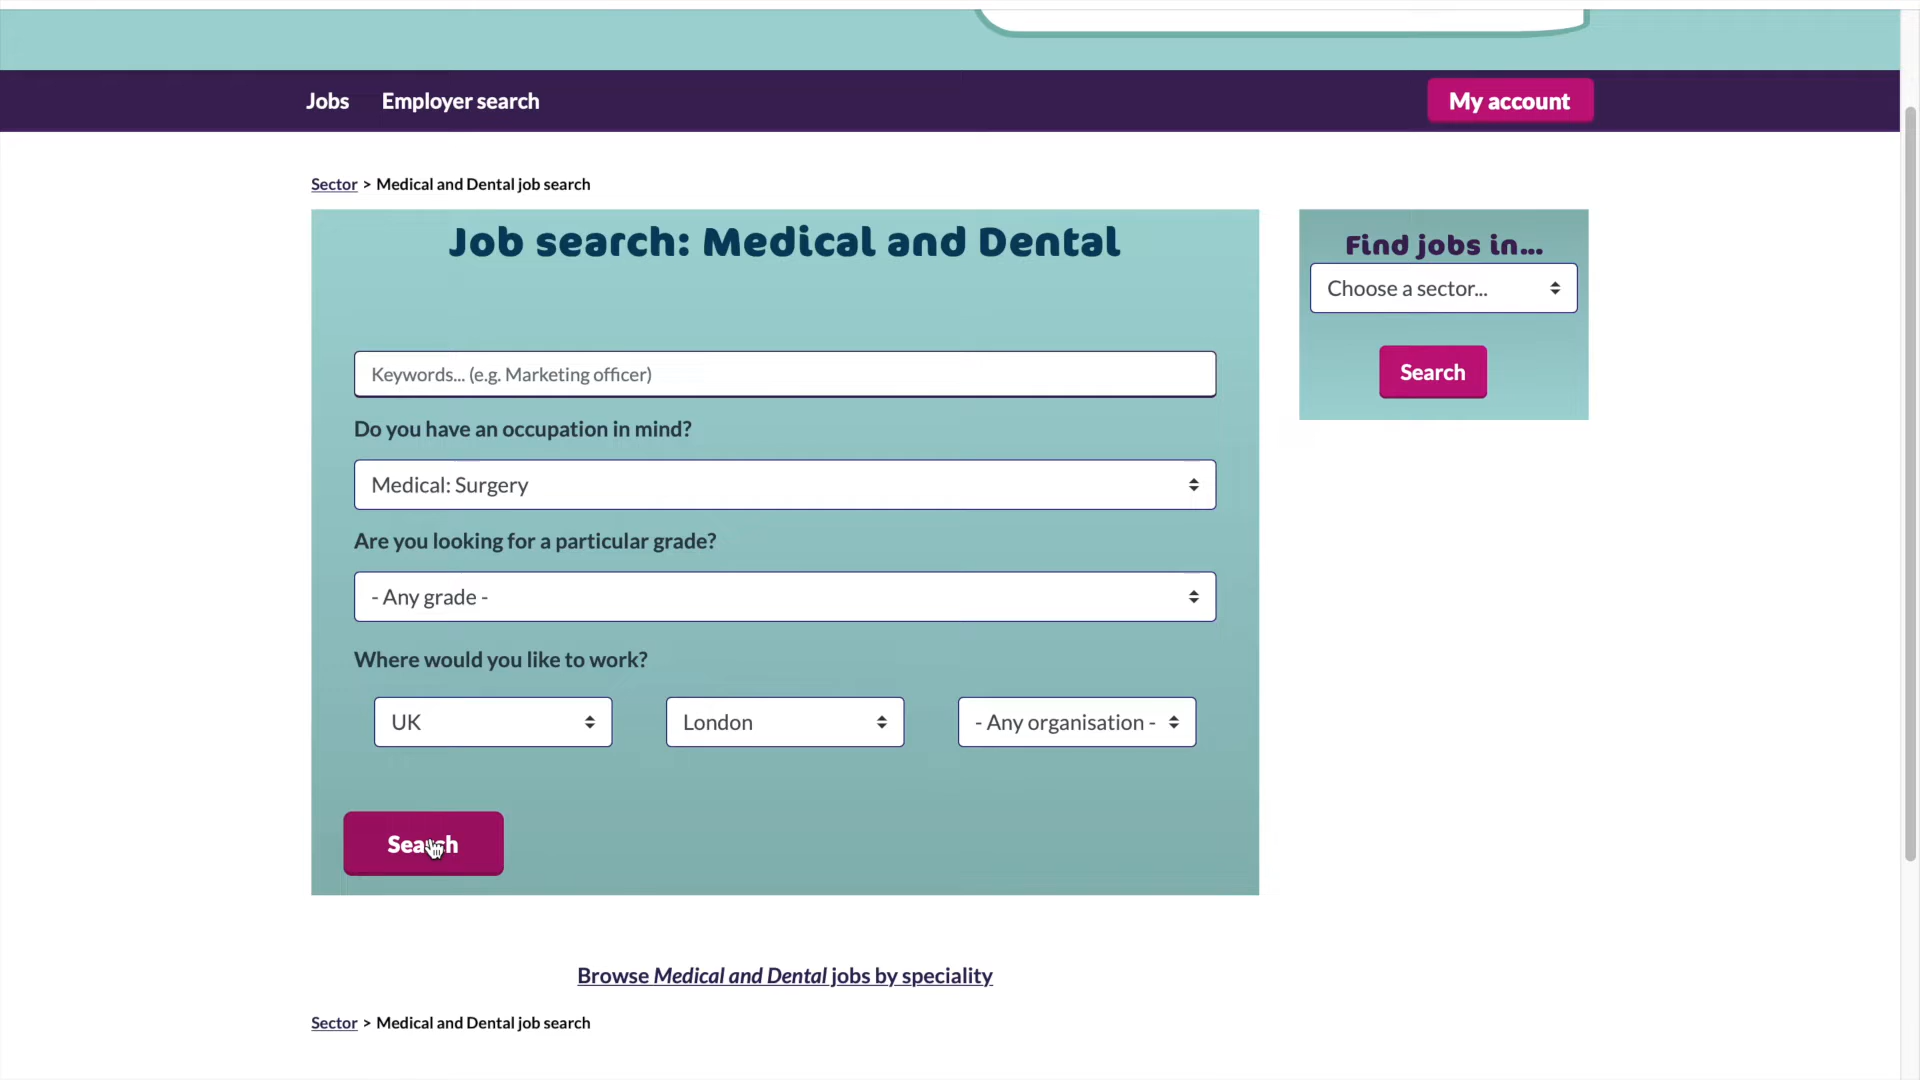 Jobs Employer search My account
Sector > Medical and Dental job search
Job search: Medical and Dental
Keywords... (e.g. Marketing officer)
Do you have an occupation in mind?
Medical: Surgery
Are you looking for a particular grade?
- Any grade -
Where would you like to work?
UK London - Any organisation -
Search
Find jobs in...
Choose a sector...
Search
Browse Medical and Dental jobs by speciality
Sector > Medical and Dental job search